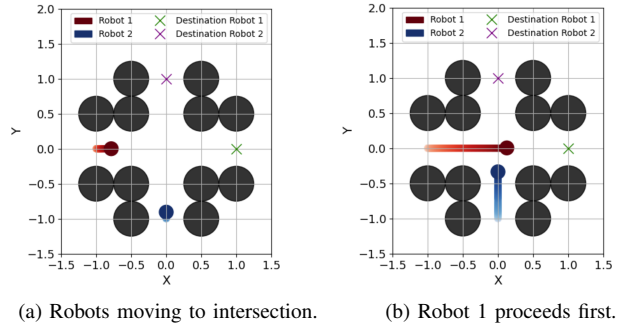 Robot 1
Robot 2
Destination Robot 1
Destination Robot 2
2.0
1.5
1.0
0.5
0.0
−0.5
−1.0
−1.5
Y
−1.5 −1.0 −0.5 0.0 0.5 1.0 1.5
X
(a) Robots moving to intersection.
Robot 1
Robot 2
Destination Robot 1
Destination Robot 2
2.0
1.5
1.0
0.5
0.0
−0.5
−1.0
−1.5
Y
−1.5 −1.0 −0.5 0.0 0.5 1.0 1.5
X
(b) Robot 1 proceeds first.